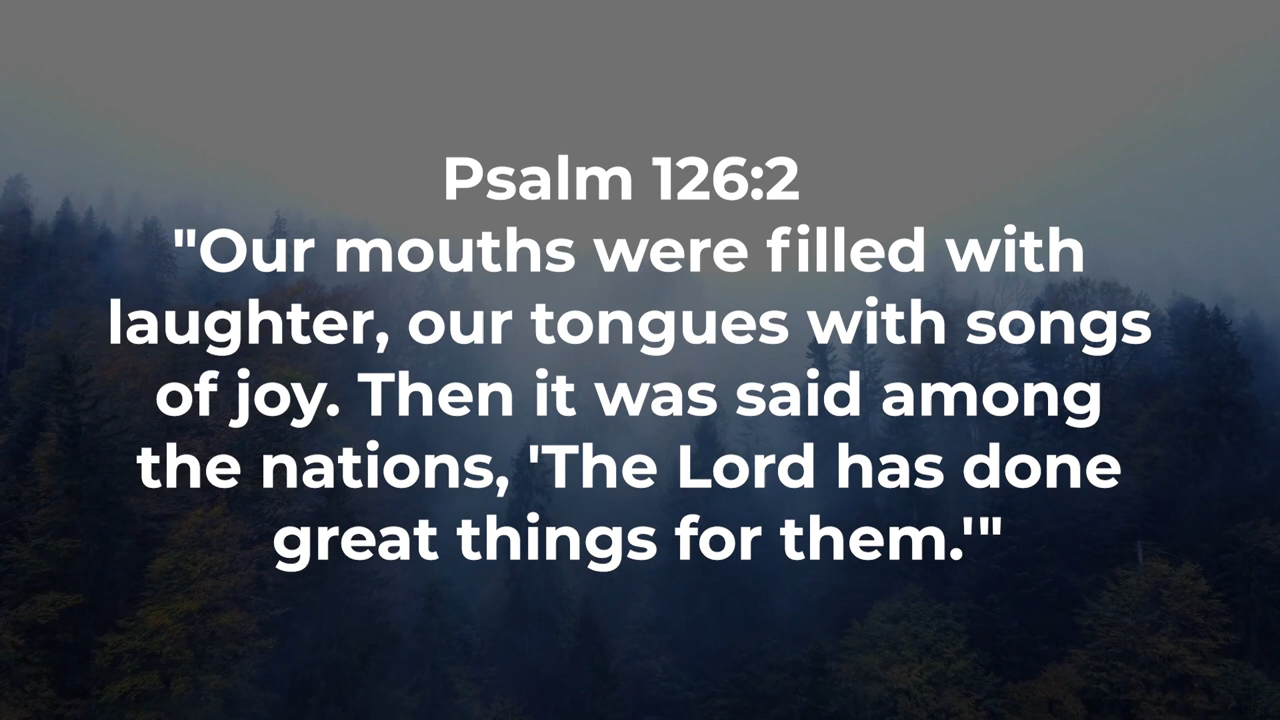 Psalm 126:2
"Our mouths were filled with
laughter, our tongues with songs
of joy. Then it was said among
the nations, 'The Lord has done
great things for them.'"